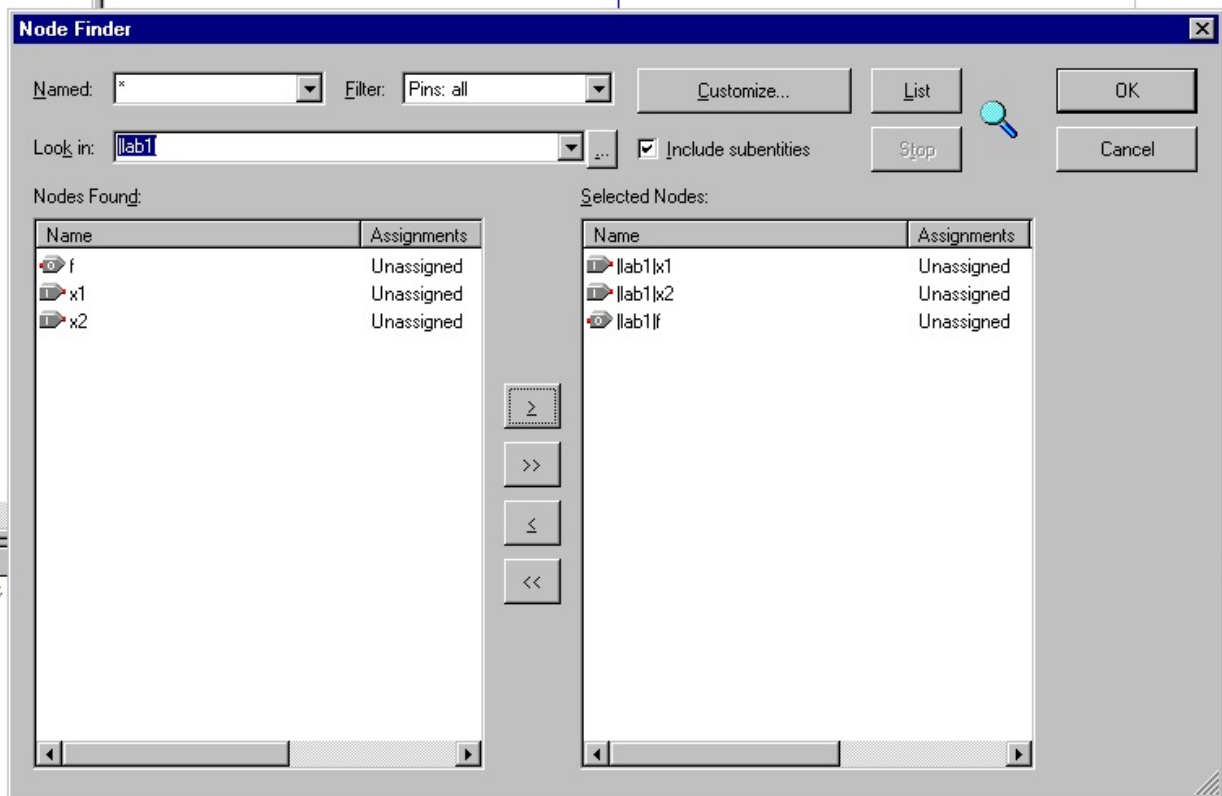 Node Finder
Named: * Filter: Pins: all Customize... List OK
Look in: |lab1| ... Include subentities Stop Cancel
Nodes Found: Selected Nodes:
Name Assignments Name Assignments
f Unassigned |lab1|x1 Unassigned
x1 Unassigned |lab1|x2 Unassigned
x2 Unassigned |lab1|f Unassigned
>
>>
<
<<